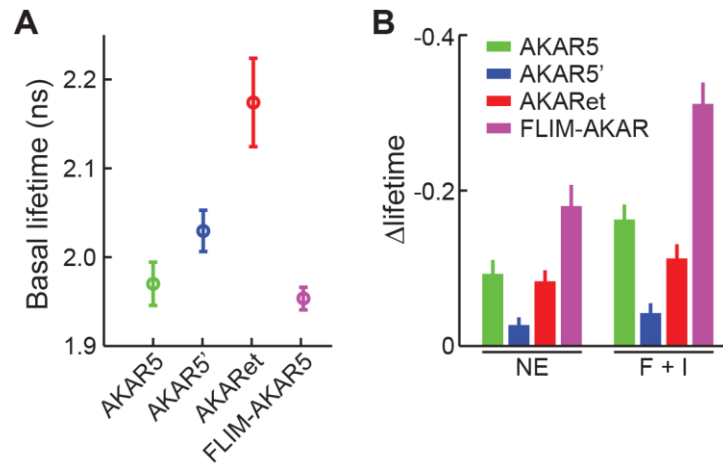 A
Basal lifetime (ns)
2.2
2.1
2.0
1.9
AKAR5
AKAR5’
AKARet
FLIM-AKAR5
B
Δlifetime
-0.4
-0.2
0
AKAR5
AKAR5’
AKARet
FLIM-AKAR
NE
F + I